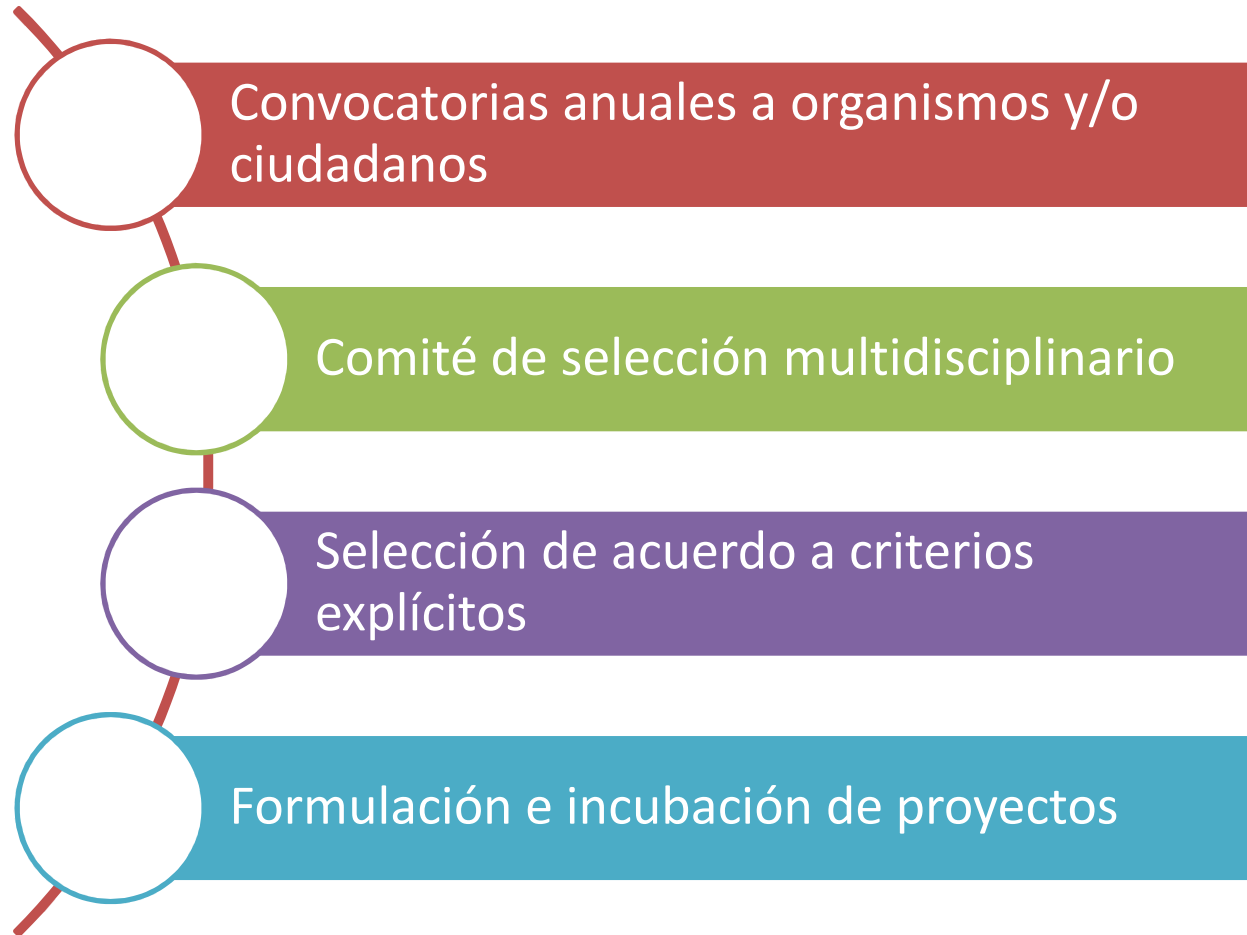 Convocatorias anuales a organismos y/o
ciudadanos
Comité de selección multidisciplinario
Selección de acuerdo a criterios
explícitos
Formulación e incubación de proyectos